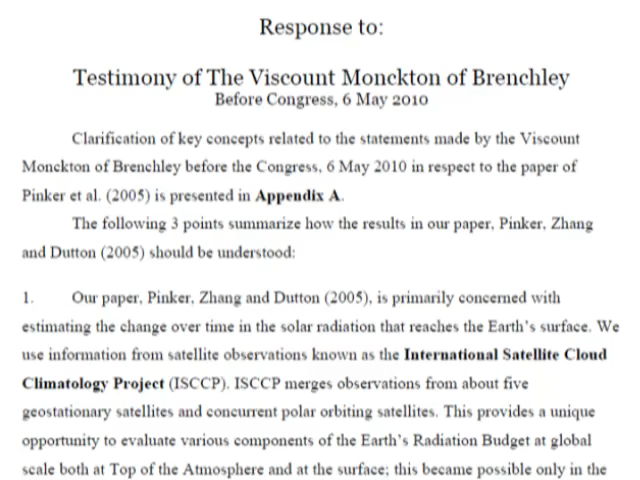 Response to:
Testimony of The Viscount Monckton of Brenchley
Before Congress, 6 May 2010
Clarification of key concepts related to the statements made by the Viscount
Monckton of Brenchley before the Congress, 6 May 2010 in respect to the paper of
Pinker et al. (2005) is presented in Appendix A.
The following 3 points summarize how the results in our paper, Pinker, Zhang
and Dutton (2005) should be understood:
1. Our paper, Pinker, Zhang and Dutton (2005), is primarily concerned with
estimating the change over time in the solar radiation that reaches the Earth's surface. We
use information from satellite observations known as the International Satellite Cloud
Climatology Project (ISCCP). ISCCP merges observations from about five
geostationary satellites and concurrent polar orbiting satellites. This provides a unique
opportunity to evaluate various components of the Earth's Radiation Budget at global
scale both at Top of the Atmosphere and at the surface; this became possible only in the